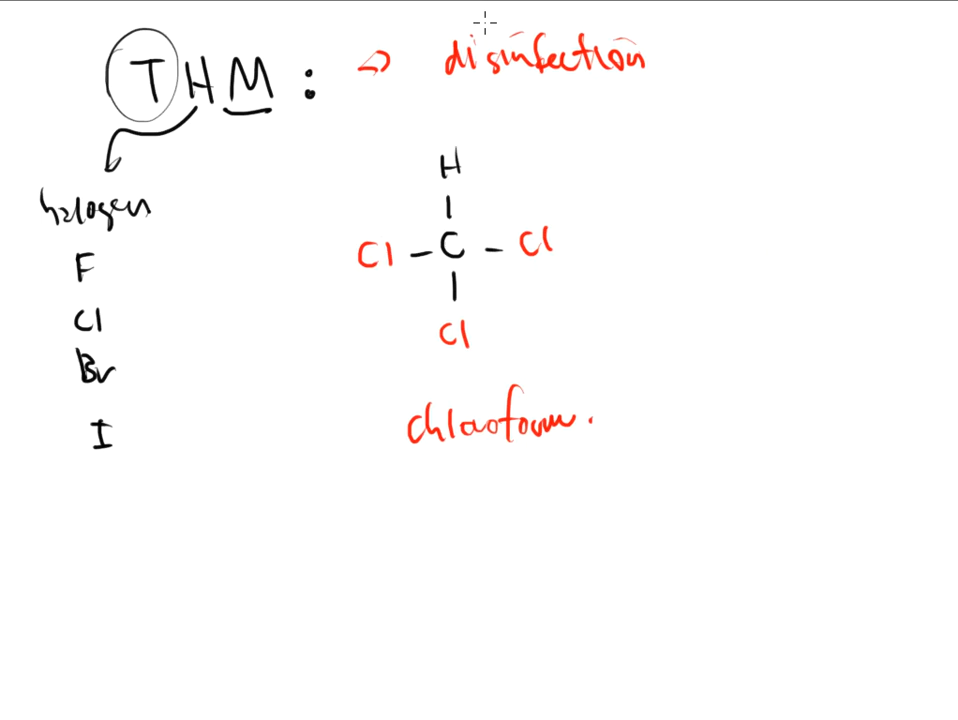 THM : ⇒ disinfection
halogen
F
Cl
Br
I
H
Cl - C - Cl
Cl
chloroform.